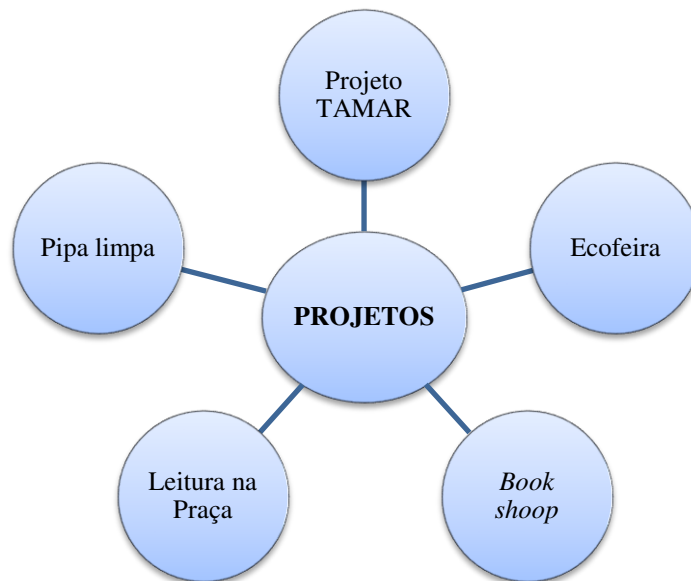 Projeto
TAMAR
Pipa limpa
Ecofeira
PROJETOS
Leitura na
Praça
Book
shoop